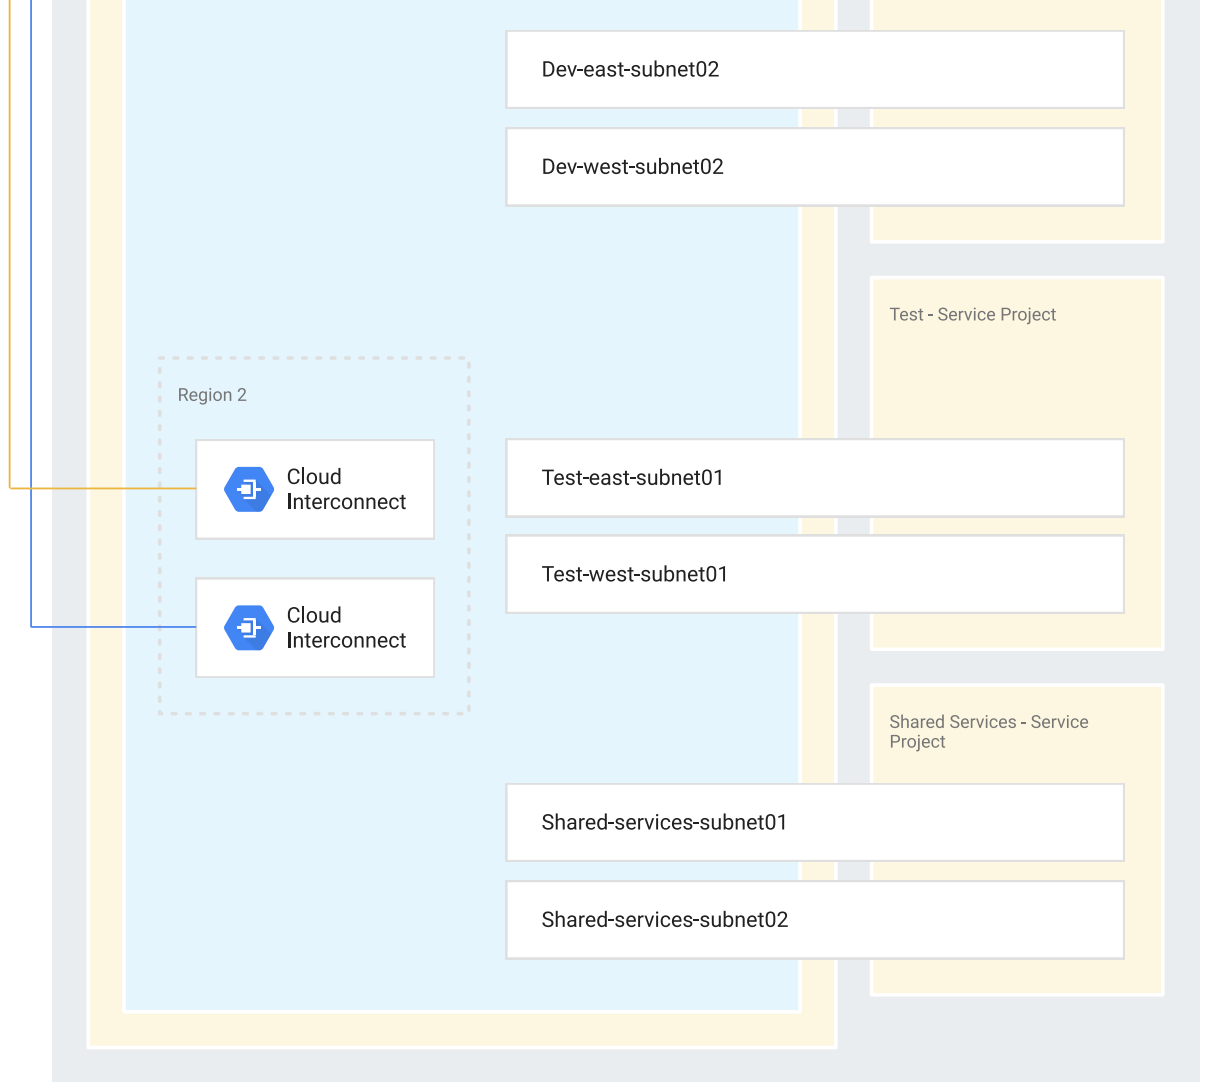 Dev-east-subnet02
Dev-west-subnet02
Test - Service Project
Region 2
Cloud
Interconnect
Test-east-subnet01
Test-west-subnet01
Cloud
Interconnect
Shared Services - Service
Project
Shared-services-subnet01
Shared-services-subnet02